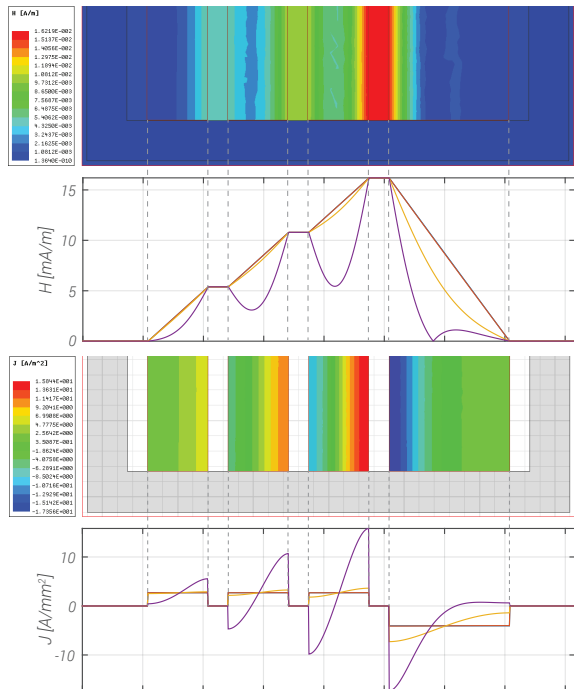 H [A/m]
1.6219E-002
1.5137E-002
1.4056E-002
1.2975E-002
1.1894E-002
1.0812E-002
9.7312E-003
8.6500E-003
7.5687E-003
6.4875E-003
5.4062E-003
4.3250E-003
3.2437E-003
2.1625E-003
1.0812E-003
1.3640E-010
15
10
5
0
H [mA/m]
J [A/m^2]
1.5844E+001
1.3631E+001
1.1417E+001
9.2041E+000
6.9908E+000
4.7775E+000
2.5642E+000
3.5087E-001
-1.8624E+000
-4.0758E+000
-6.2891E+000
-8.5024E+000
-1.0716E+001
-1.2929E+001
-1.5142E+001
-1.7356E+001
10
0
-10
J [A/mm²]